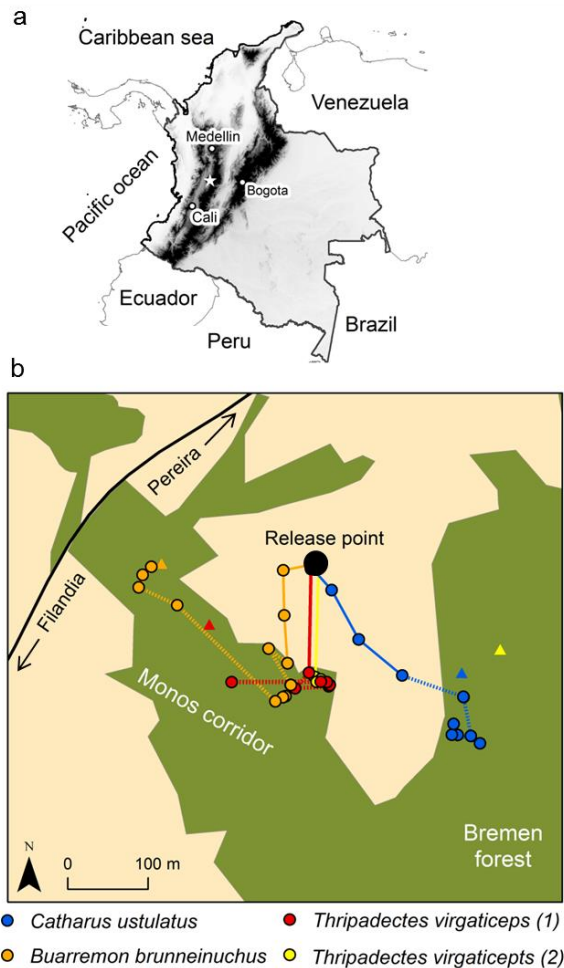 a
Caribbean sea
Venezuela
Medellin
Pacific ocean
Bogota
Cali
Ecuador
Brazil
Peru
b
Pereira
Release point
Filandia
Monos corridor
Bremen
forest
N
0 100 m
Catharus ustulatus
Thripadectes virgaticeps (1)
Buarremon brunneinuchus
Thripadectes virgaticepts (2)